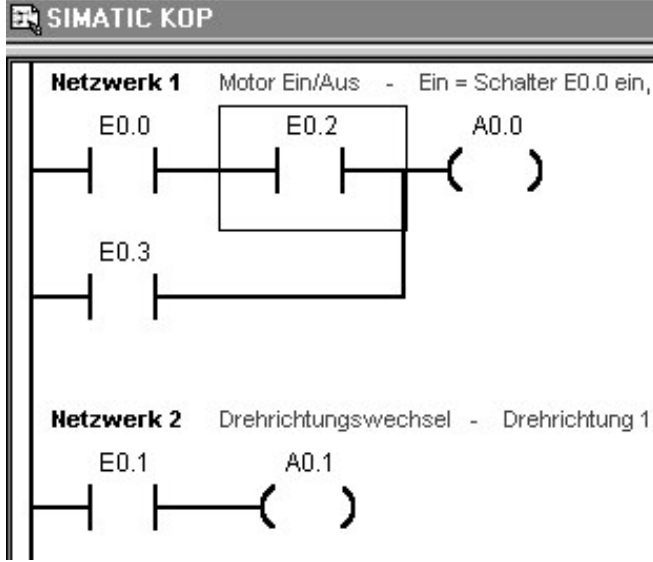 SIMATIC KOP
Netzwerk 1 Motor Ein/Aus - Ein = Schalter E0.0 ein,
E0.0 E0.2 A0.0
E0.3
Netzwerk 2 Drehrichtungswechsel - Drehrichtung 1
E0.1 A0.1